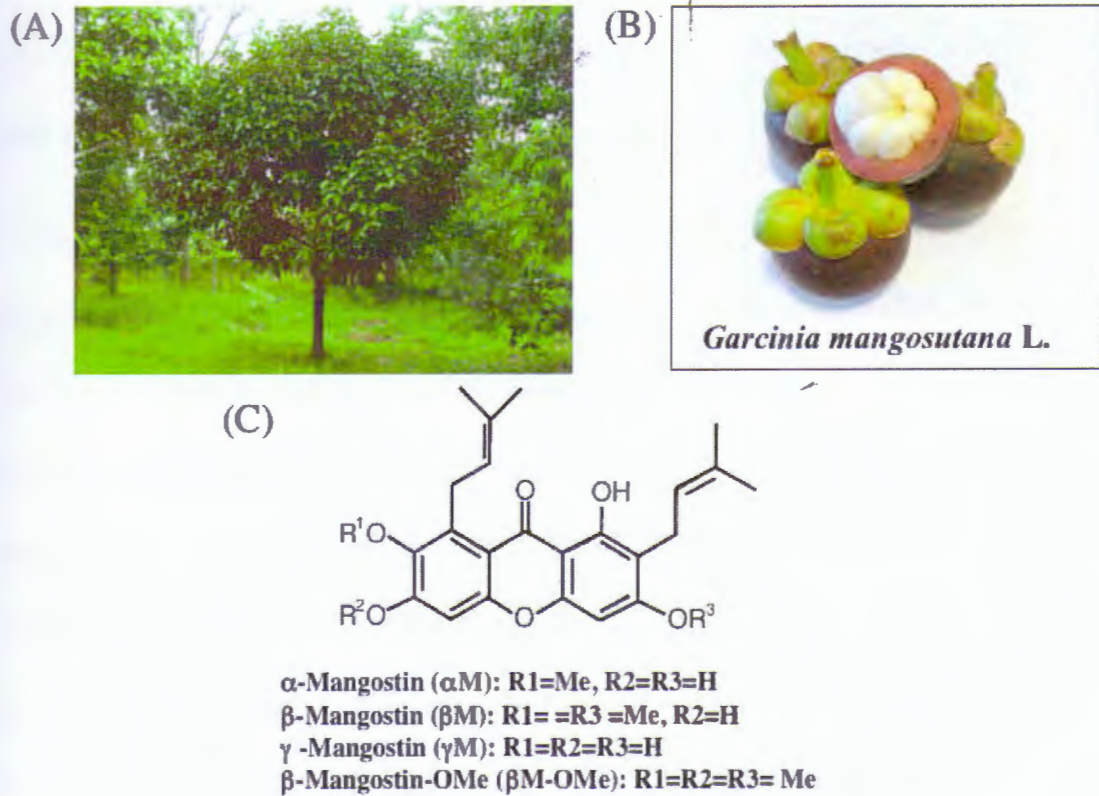 (A)
(B)
Garcinia mangosutana L.
(C)
O
OH
R¹O
R²O
O
OR³
α-Mangostin (αM): R1=Me, R2=R3=H
β-Mangostin (βM): R1= =R3 =Me, R2=H
γ -Mangostin (γM): R1=R2=R3=H
β-Mangostin-OMe (βM-OMe): R1=R2=R3= Me